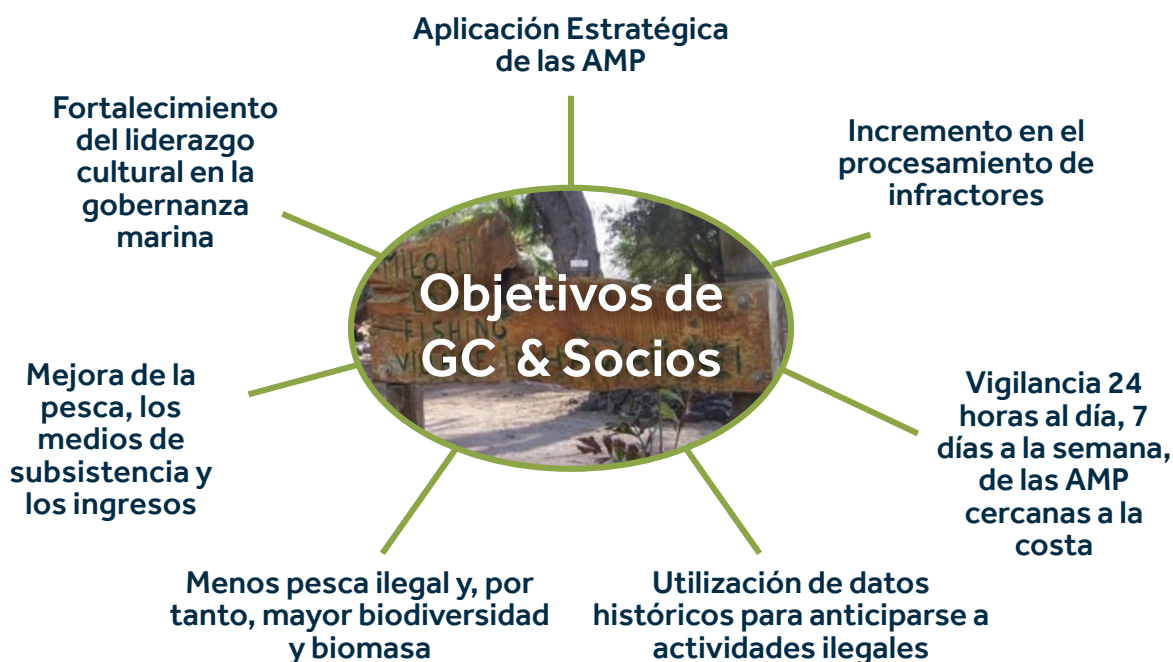 Aplicación Estratégica
de las AMP
Fortalecimiento
del liderazgo
cultural en la
gobernanza
marina
Incremento en el
procesamiento de
infractores
Objetivos de
GC & Socios
MILOLII
FISHING
Mejora de la
pesca, los
medios de
subsistencia y
los ingresos
Vigilancia 24
horas al día, 7
días a la semana,
de las AMP
cercanas a la
costa
Menos pesca ilegal y, por
tanto, mayor biodiversidad
y biomasa
Utilización de datos
históricos para anticiparse a
actividades ilegales